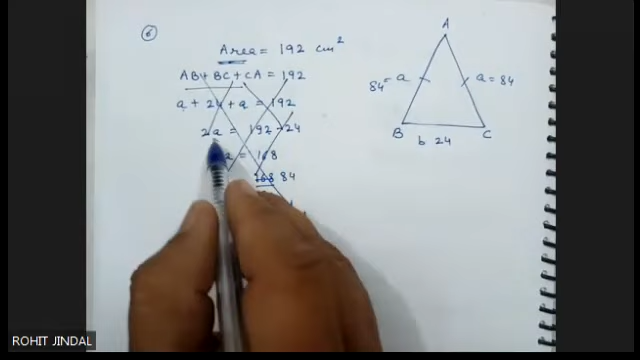 6
Area = 192 cm²
AB + BC + CA = 192
a + 24 + a = 192
2a = 192 - 24
a = 168
168 84
A
84 = a
a = 84
B
C
b 24
ROHIT JINDAL